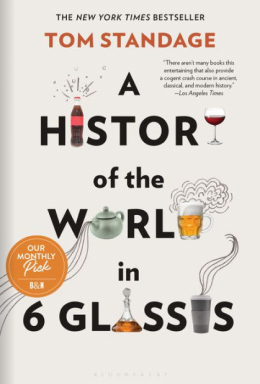 THE NEW YORK TIMES BESTSELLER
TOM STANDAGE
"There aren't many books this
entertaining that also provide
a cogent crash course in ancient,
classical, and modern history."
—Los Angeles Times
A
HISTORY
of the
WORLD
in
6 GLASSES
OUR
MONTHLY
Pick
B&N
BLOOMSBURY